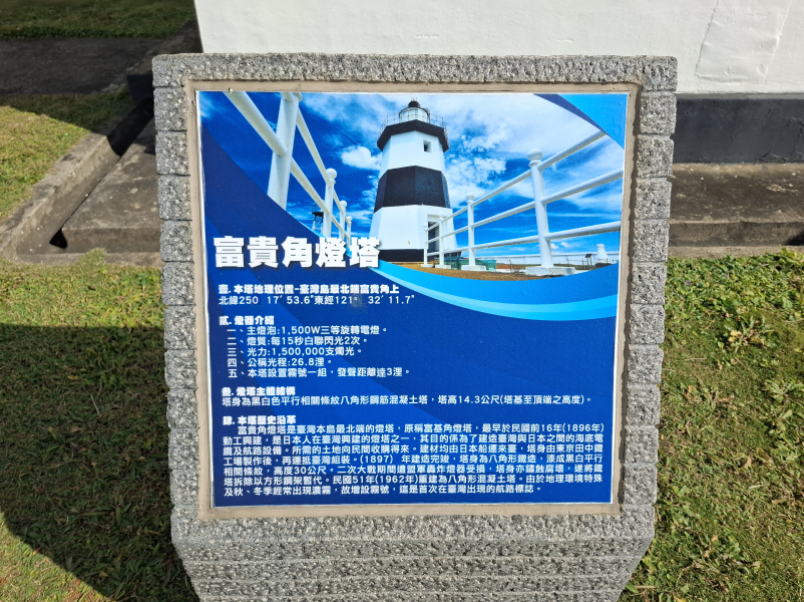 富貴角燈塔
壹. 本塔地理位置-臺灣島最北端富貴角上
北緯250 17' 53.6"東經121° 32' 11.7"
貳. 燈器介紹
一、主燈泡:1,500W三等旋轉電燈。
二、燈質:每15秒白聯閃光2次。
三、光力:1,500,000支燭光。
四、公稱光程:26.8浬。
五、本塔設置霧號一組，發聲距離達3浬。
叁. 燈塔主體結構
塔身為黑白色平行相間條紋八角形鋼筋混凝土塔，塔高14.3公尺(塔基至頂端之高度)。
肆. 本塔歷史沿革
富貴角燈塔是臺灣本島最北端的燈塔，原稱富基角燈塔，最早於民國前16年(1896年)
動工興建，是日本人在臺灣興建的燈塔之一，其目的係為了建造臺灣與日本之間的海底電
纜及航路設備。所需的土地向民間收購得來。建材均由日本船運來臺，塔身由東京田中鐵
工場製作後，再運抵臺灣組裝。(1897) 年建造完竣，塔身為八角形鐵造，漆成黑白平行
相間條紋，高度30公尺，二次大戰期間遭盟軍轟炸燈器受損，塔身亦鏽蝕腐壞，遂將鐵
塔拆除以方形鋼架暫代。民國51年(1962年)重建為八角形混凝土塔。由於地理環境特殊
及秋、冬季經常出現濃霧，故增設霧號，這是首次在臺灣出現的航路標誌。